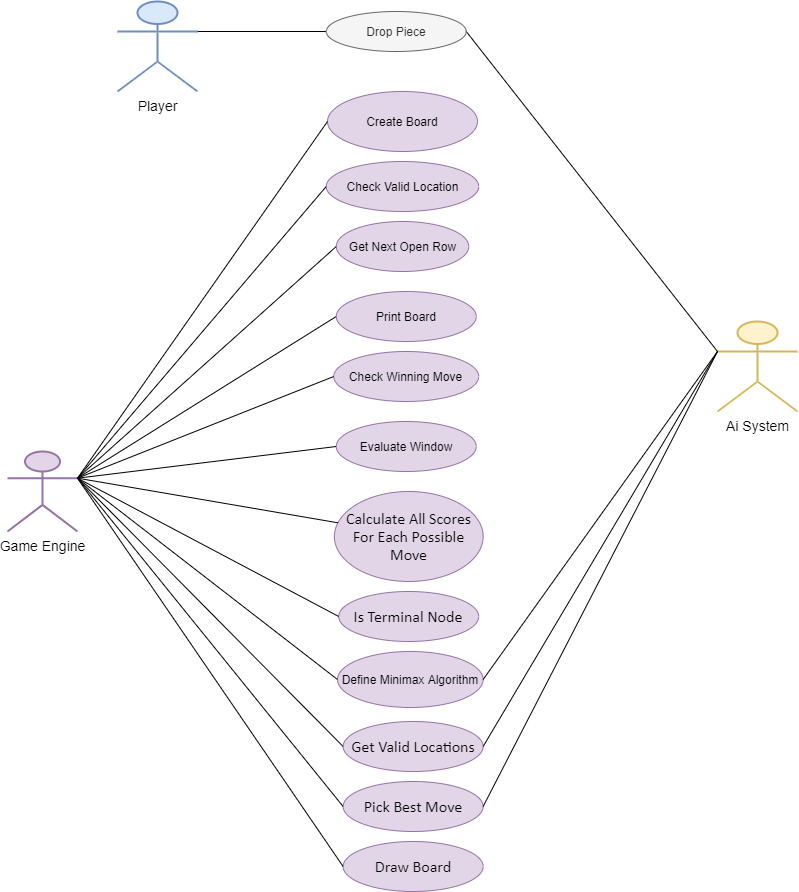 Drop Piece
Player
Create Board
Check Valid Location
Get Next Open Row
Print Board
Check Winning Move
Ai System
Evaluate Window
Calculate All Scores
For Each Possible
Move
Game Engine
Is Terminal Node
Define Minimax Algorithm
Get Valid Locations
Pick Best Move
Draw Board